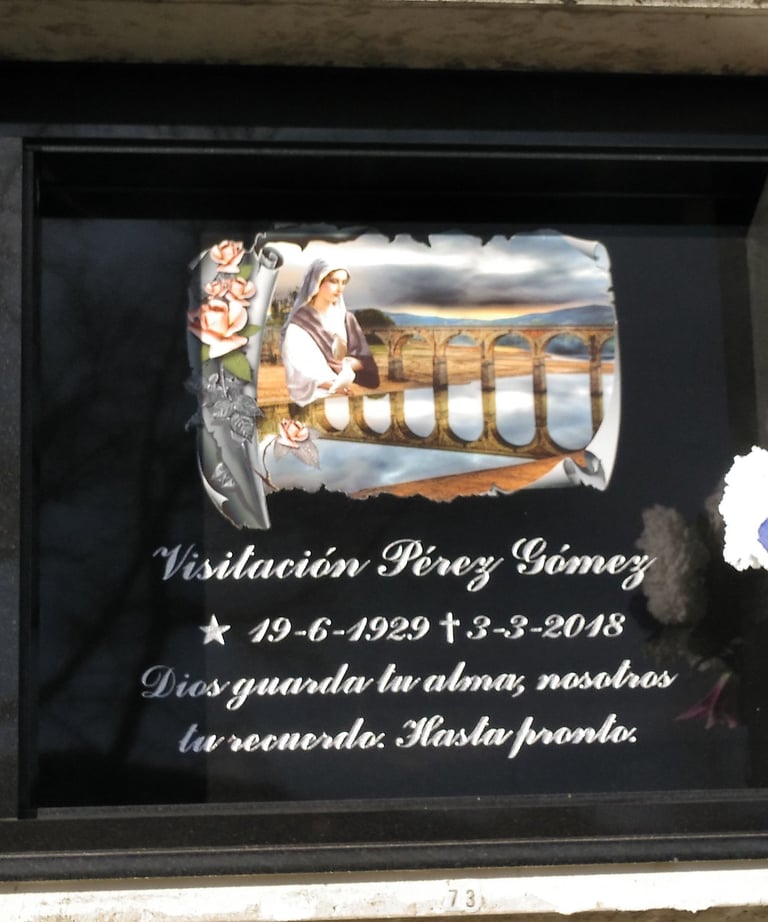 Visitación Pérez Gómez
★ 19-6-1929 ✝ 3-3-2018
Dios guarda tu alma, nosotros
tu recuerdo. Hasta pronto.
73